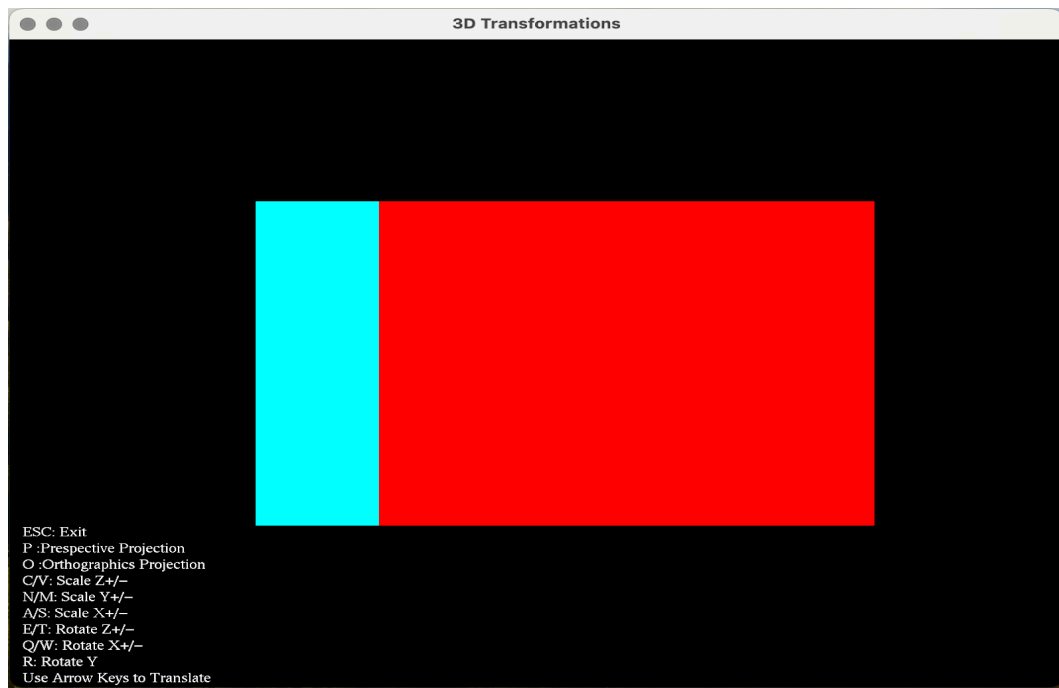 3D Transformations
ESC: Exit
P :Prespective Projection
O :Orthographics Projection
C/V: Scale Z+/−
N/M: Scale Y+/−
A/S: Scale X+/−
E/T: Rotate Z+/−
Q/W: Rotate X+/−
R: Rotate Y
Use Arrow Keys to Translate